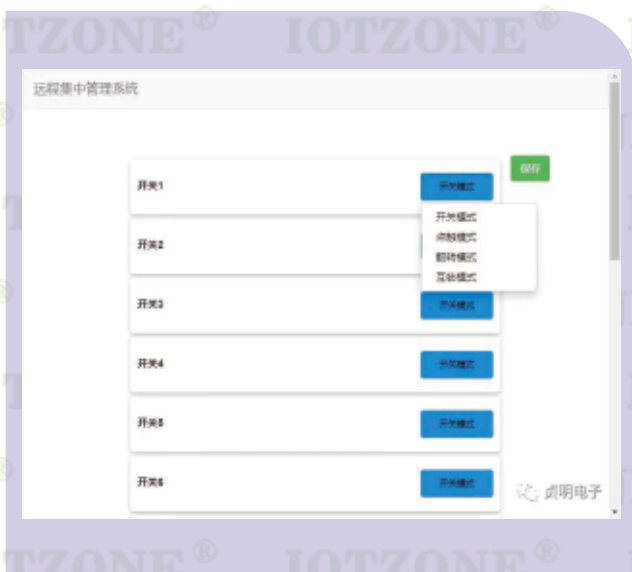 TZONE® IOTZONE®
远程集中管理系统
保存
开关1 开关模式
开关模式
点触模式
翻转模式
互锁模式
开关2
开关3 开关模式
开关4 开关模式
开关5 开关模式
开关6 开关模式
贞明电子
TZONE® IOTZONE®